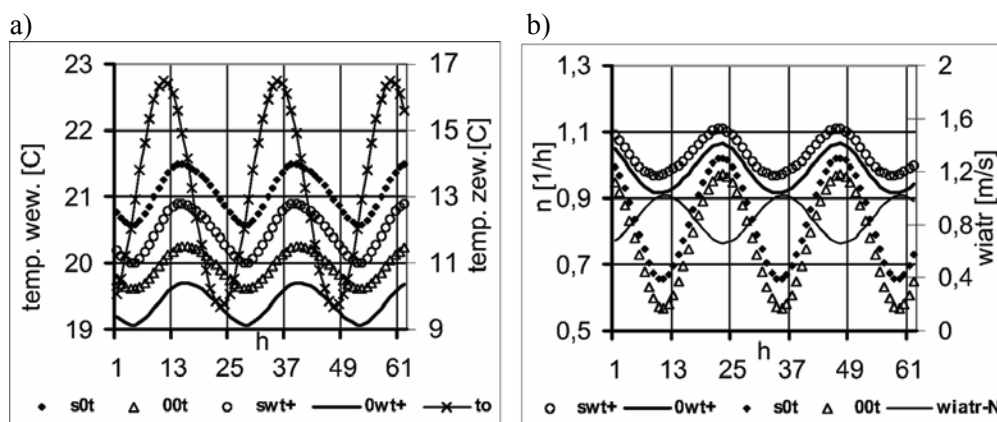 a)
23
22
21
20
19
temp. wew. [C]
17
15
13
11
9
temp. zew.[C]
1 13 25 37 49 61
h
s0t 00t swt+ 0wt+ to
b)
1,3
1,1
0,9
0,7
0,5
n [1/h]
2
1,6
1,2
0,8
0,4
0
wiatr [m/s]
1 13 25 37 49 61
h
swt+ 0wt+ s0t 00t wiatr-N